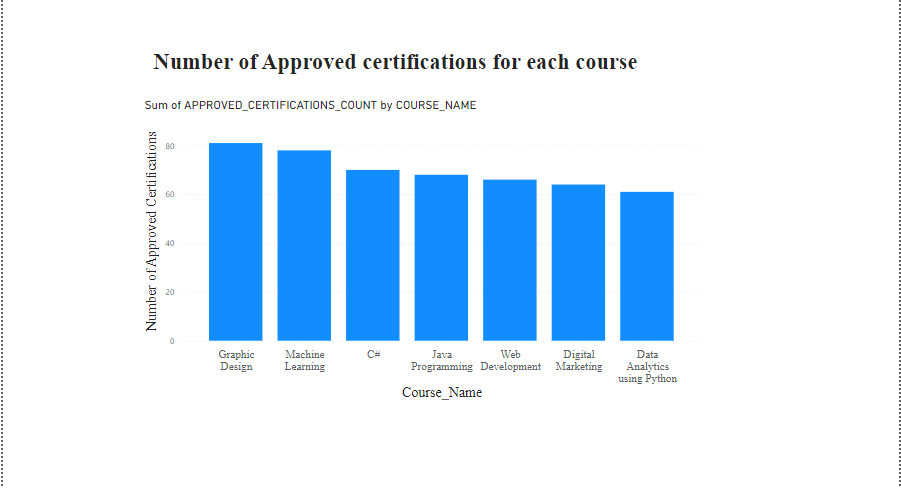 Number of Approved certifications for each course
Sum of APPROVED_CERTIFICATIONS_COUNT by COURSE_NAME
Number of Approved Certifications
80
60
40
20
0
Graphic
Design
Machine
Learning
C#
Java
Programming
Web
Development
Digital
Marketing
Data
Analytics
using Python
Course_Name